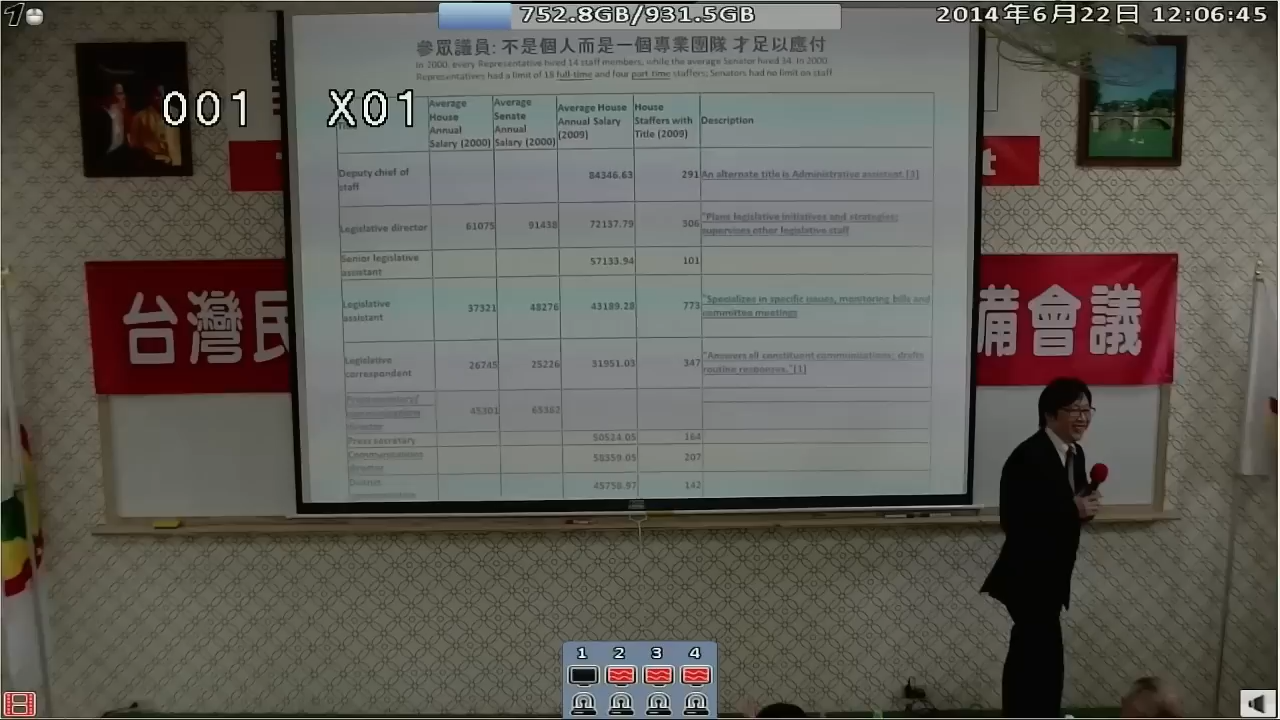 752.8GB/931.5GB
2014年6月22日 12:06:45
001 X01
參眾議員: 不是個人而是一個專業團隊 才足以應付
In 2000, every Representative hired 14 staff members, while the average Senator hired 34. In 2000
Representatives had a limit of 18 full-time and four part-time staffers; Senators had no limit on staff
Average House Annual Salary (2000) Average Senate Annual Salary (2000) Average House Annual Salary (2009) House Staffers with Title (2009) Description
Deputy chief of staff 84346.63 291 An alternate title is Administrative assistant.[3]
Legislative director 61075 91438 72137.79 306 "Plans legislative initiatives and strategies; supervises other legislative staff
Senior legislative assistant 57133.94 101
Legislative assistant 37321 48276 43189.28 773 "Specializes in specific issues, monitoring bills and committee meetings
Legislative correspondent 26745 25226 31951.03 347 "Answers all constituent communications; drafts routine responses."[1]
director 45301 65362
Press secretary 50524.05 164
Communications director 58359.05 207
45758.97 142
t
台灣民
備會議
1 2 3 4